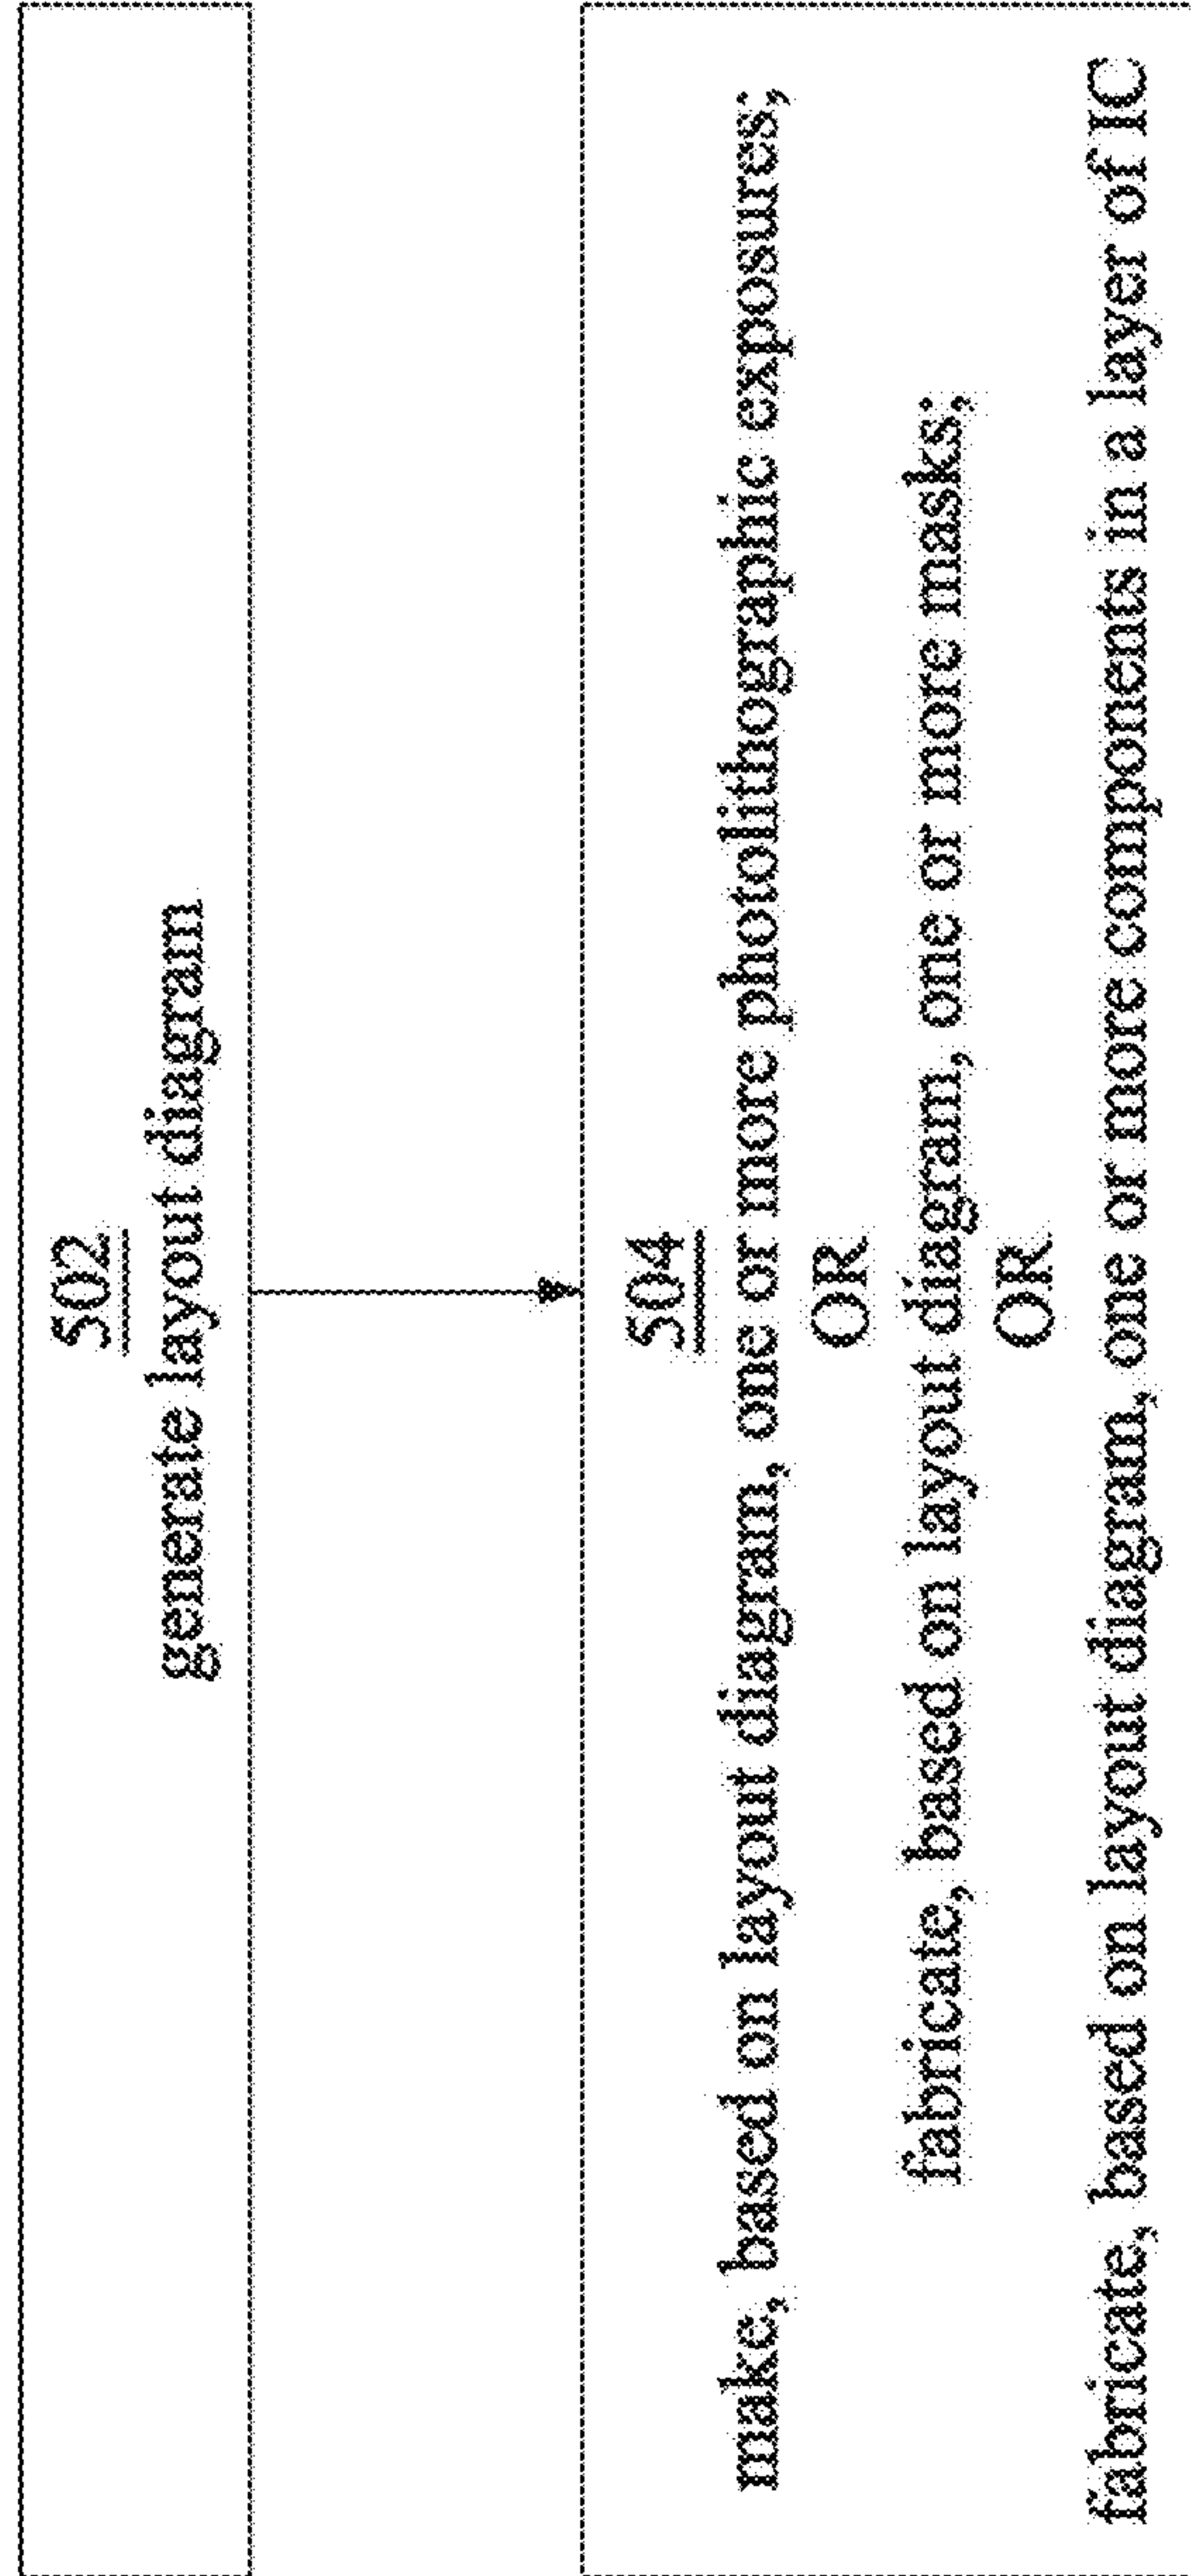 502
generate layout diagram
504
make, based on layout diagram, one or more photolithographic exposures;
OR
fabricate, based on layout diagram, one or more masks;
OR
fabricate, based on layout diagram, one or more components in a layer of IC